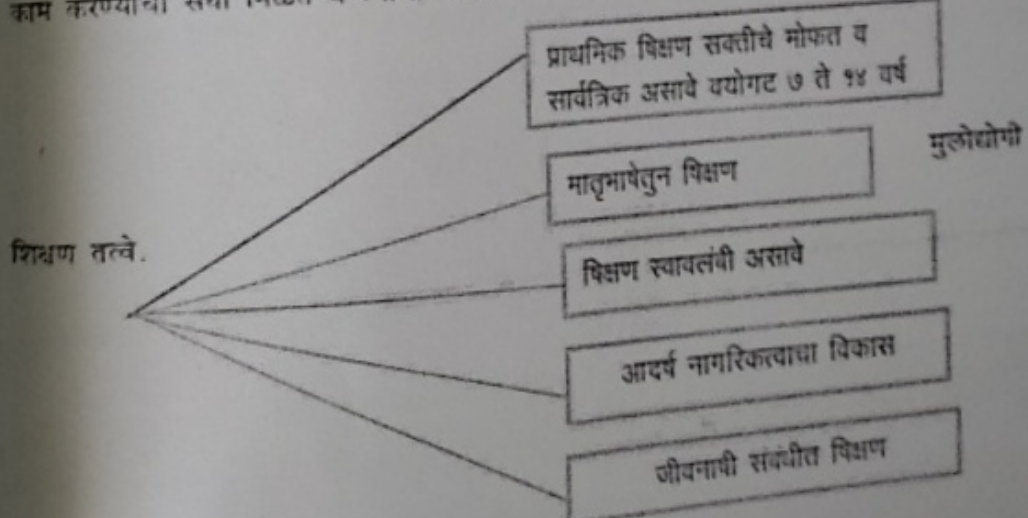 काम करण्याची संधी
प्राथमिक षिक्षण सक्तीचे मोफत व
सार्वत्रिक असावे वयोगट ७ ते १४ वर्ष
मुलोद्योगी
मातृभाषेतुन षिक्षण
शिक्षण तत्वे.
षिक्षण स्वावलंबी असावे
आदर्ष नागरिकत्वाचा विकास
जीवनाषी संबंधीत षिक्षण